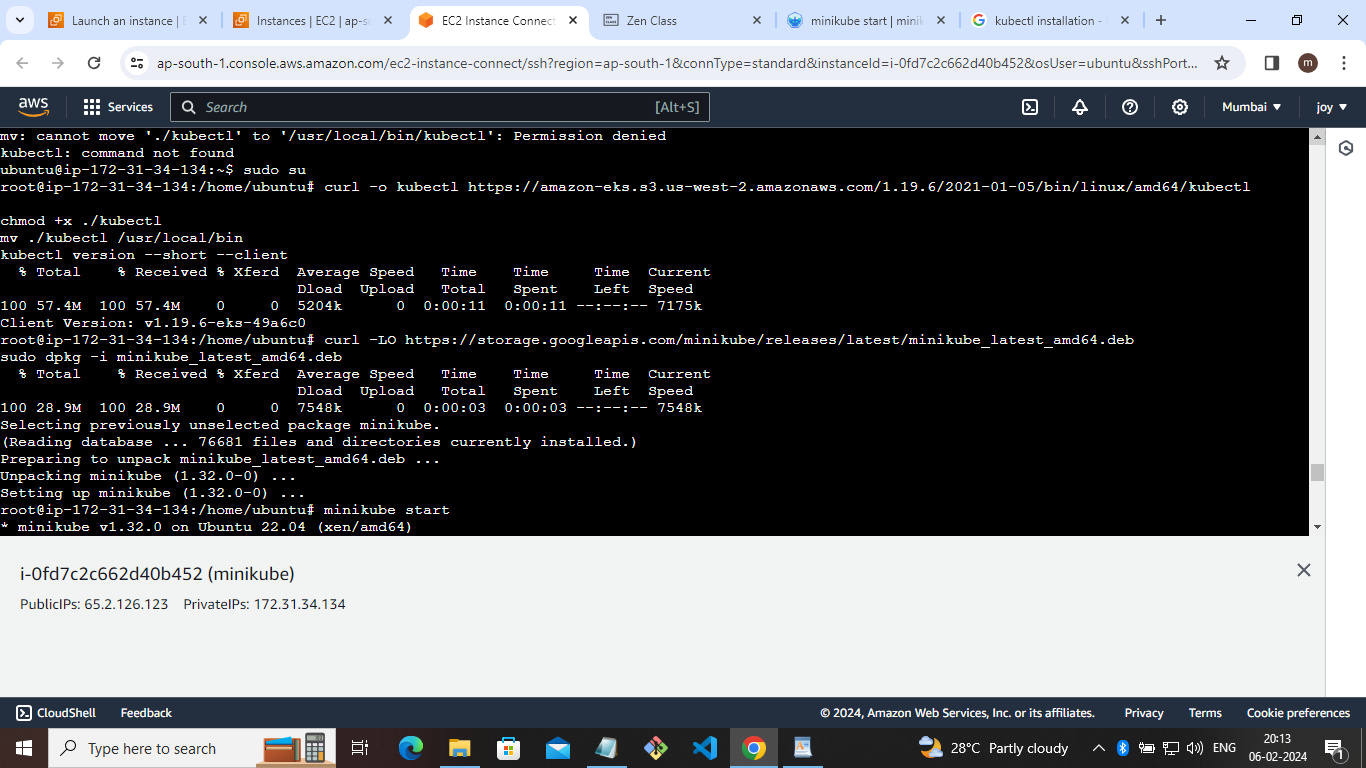 Launch an instance | E
Instances | EC2 | ap-so
EC2 Instance Connect
Zen Class
minikube start | minik
kubectl installation -
ap-south-1.console.aws.amazon.com/ec2-instance-connect/ssh?region=ap-south-1&connType=standard&instanceId=i-0fd7c2c662d40b452&osUser=ubuntu&sshPort...
m
aws
Services
Search
[Alt+S]
Mumbai
joy
mv: cannot move './kubectl' to '/usr/local/bin/kubectl': Permission denied
kubectl: command not found
ubuntu@ip-172-31-34-134:~$ sudo su
root@ip-172-31-34-134:/home/ubuntu# curl -o kubectl https://amazon-eks.s3.us-west-2.amazonaws.com/1.19.6/2021-01-05/bin/linux/amd64/kubectl
chmod +x ./kubectl
mv ./kubectl /usr/local/bin
kubectl version --short --client
% Total % Received % Xferd Average Speed Time Time Time Current
Dload Upload Total Spent Left Speed
100 57.4M 100 57.4M 0 0 5204k 0 0:00:11 0:00:11 --:--:-- 7175k
Client Version: v1.19.6-eks-49a6c0
root@ip-172-31-34-134:/home/ubuntu# curl -LO https://storage.googleapis.com/minikube/releases/latest/minikube_latest_amd64.deb
sudo dpkg -i minikube_latest_amd64.deb
% Total % Received % Xferd Average Speed Time Time Time Current
Dload Upload Total Spent Left Speed
100 28.9M 100 28.9M 0 0 7548k 0 0:00:03 0:00:03 --:--:-- 7548k
Selecting previously unselected package minikube.
(Reading database ... 76681 files and directories currently installed.)
Preparing to unpack minikube_latest_amd64.deb ...
Unpacking minikube (1.32.0-0) ...
Setting up minikube (1.32.0-0) ...
root@ip-172-31-34-134:/home/ubuntu# minikube start
* minikube v1.32.0 on Ubuntu 22.04 (xen/amd64)
i-0fd7c2c662d40b452 (minikube)
PublicIPs: 65.2.126.123 PrivateIPs: 172.31.34.134
CloudShell
Feedback
© 2024, Amazon Web Services, Inc. or its affiliates.
Privacy
Terms
Cookie preferences
Type here to search
28°C Partly cloudy
ENG
20:13
06-02-2024
1